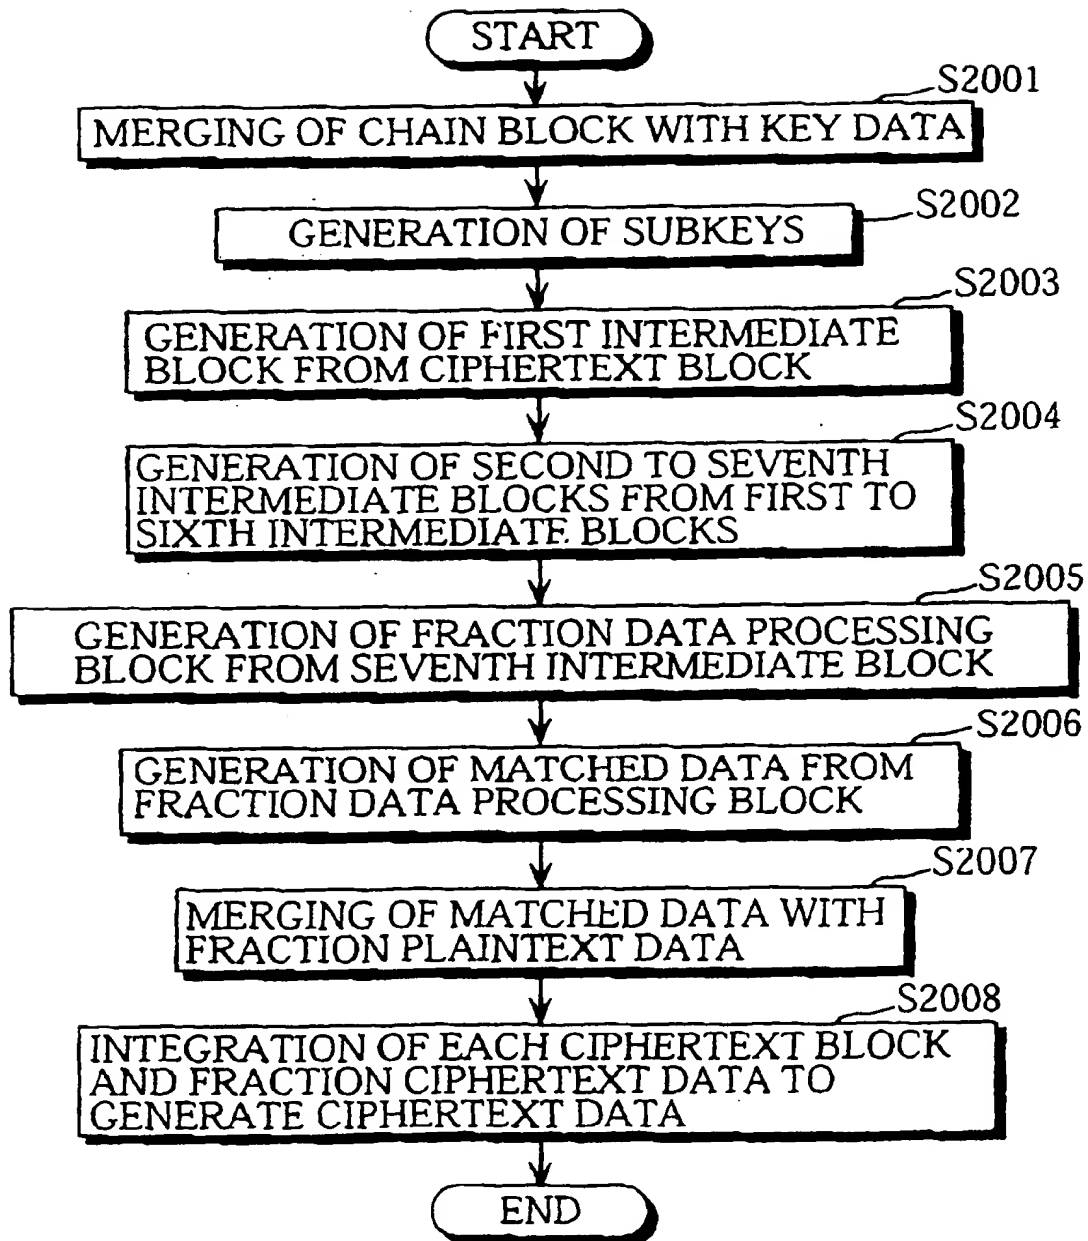 START
S2001
MERGING OF CHAIN BLOCK WITH KEY DATA
S2002
GENERATION OF SUBKEYS
S2003
GENERATION OF FIRST INTERMEDIATE
BLOCK FROM CIPHERTEXT BLOCK
S2004
GENERATION OF SECOND TO SEVENTH
INTERMEDIATE BLOCKS FROM FIRST TO
SIXTH INTERMEDIATE BLOCKS
S2005
GENERATION OF FRACTION DATA PROCESSING
BLOCK FROM SEVENTH INTERMEDIATE BLOCK
S2006
GENERATION OF MATCHED DATA FROM
FRACTION DATA PROCESSING BLOCK
S2007
MERGING OF MATCHED DATA WITH
FRACTION PLAINTEXT DATA
S2008
INTEGRATION OF EACH CIPHERTEXT BLOCK
AND FRACTION CIPHERTEXT DATA TO
GENERATE CIPHERTEXT DATA
END